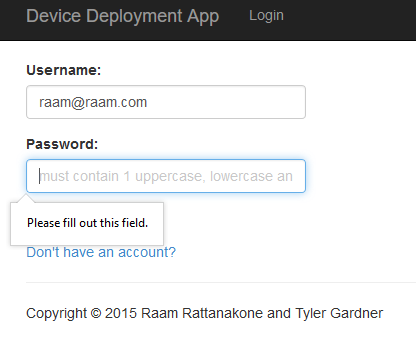 Device Deployment App Login
Username:
raam@raam.com
Password:
must contain 1 uppercase, lowercase an
Please fill out this field.
Don't have an account?
Copyright © 2015 Raam Rattanakone and Tyler Gardner